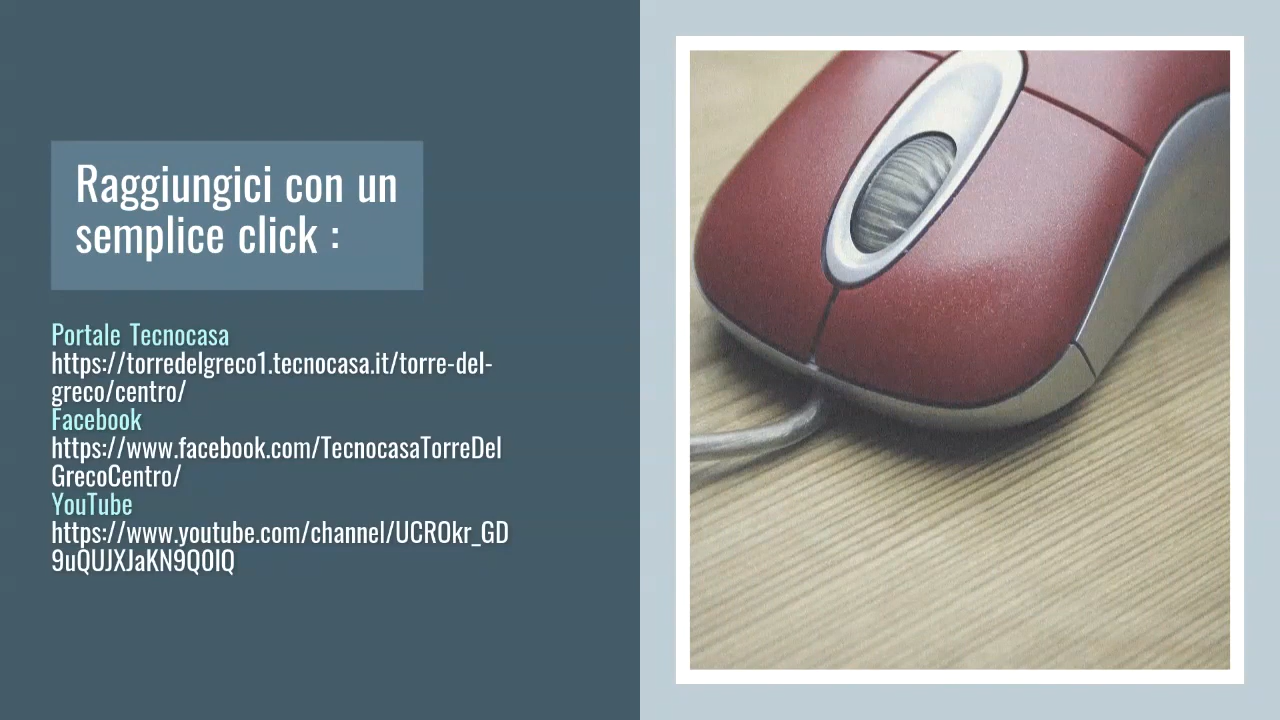 Raggiungici con un
semplice click :
Portale Tecnocasa
https://torredelgreco1.tecnocasa.it/torre-del-
greco/centro/
Facebook
https://www.facebook.com/TecnocasaTorreDel
GrecoCentro/
YouTube
https://www.youtube.com/channel/UCROkr_GD
9uQUJXJaKN9Q0IQ